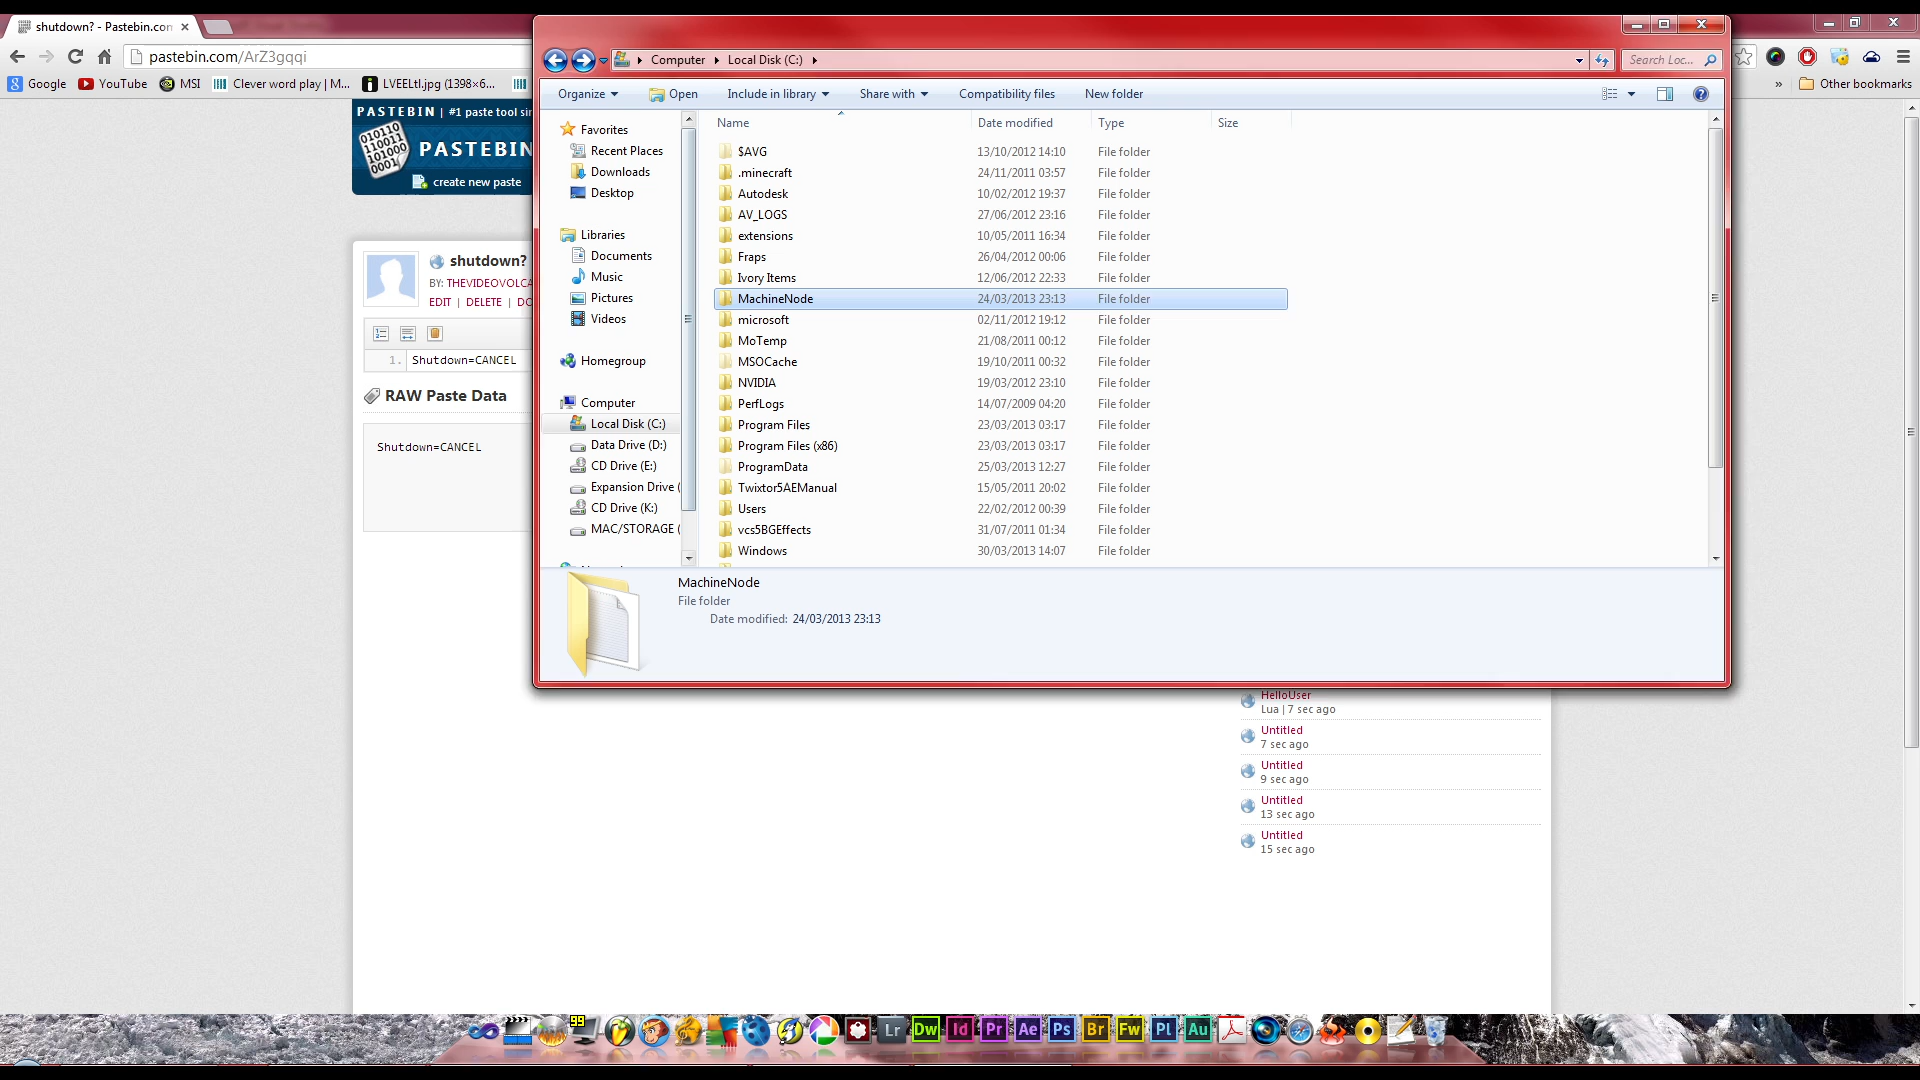 shutdown? - Pastebin.com
pastebin.com/ArZ3gqqi
Google
YouTube
MSI
Clever word play | M...
LVEELtI.jpg (1398×6...
»
Other bookmarks
PASTEBIN | #1 paste tool sin
010110
110011
101000
0001
PASTEBIN
create new paste
shutdown?
BY: THEVIDEOVOLCA
EDIT | DELETE | DO
1. Shutdown=CANCEL
RAW Paste Data
Shutdown=CANCEL
Computer
Local Disk (C:)
Search Loc...
Organize
Open
Include in library
Share with
Compatibility files
New folder
Favorites
Recent Places
Downloads
Desktop
Libraries
Documents
Music
Pictures
Videos
Homegroup
Computer
Local Disk (C:)
Data Drive (D:)
CD Drive (E:)
Expansion Drive (
CD Drive (K:)
MAC/STORAGE (
Name Date modified Type Size
$AVG 13/10/2012 14:10 File folder
.minecraft 24/11/2011 03:57 File folder
Autodesk 10/02/2012 19:37 File folder
AV_LOGS 27/06/2012 23:16 File folder
extensions 10/05/2011 16:34 File folder
Fraps 26/04/2012 00:06 File folder
Ivory Items 12/06/2012 22:33 File folder
MachineNode 24/03/2013 23:13 File folder
microsoft 02/11/2012 19:12 File folder
MoTemp 21/08/2011 00:12 File folder
MSOCache 19/10/2011 00:32 File folder
NVIDIA 19/03/2012 23:10 File folder
PerfLogs 14/07/2009 04:20 File folder
Program Files 23/03/2013 03:17 File folder
Program Files (x86) 23/03/2013 03:17 File folder
ProgramData 25/03/2013 12:27 File folder
Twixtor5AEManual 15/05/2011 20:02 File folder
Users 22/02/2012 00:39 File folder
vcs5BGEffects 31/07/2011 01:34 File folder
Windows 30/03/2013 14:07 File folder
MachineNode
File folder
Date modified: 24/03/2013 23:13
HelloUser
Lua | 7 sec ago
Untitled
7 sec ago
Untitled
9 sec ago
Untitled
13 sec ago
Untitled
15 sec ago
99
Lr
Dw
Id
Pr
Ae
Ps
Br
Fw
Pl
Au